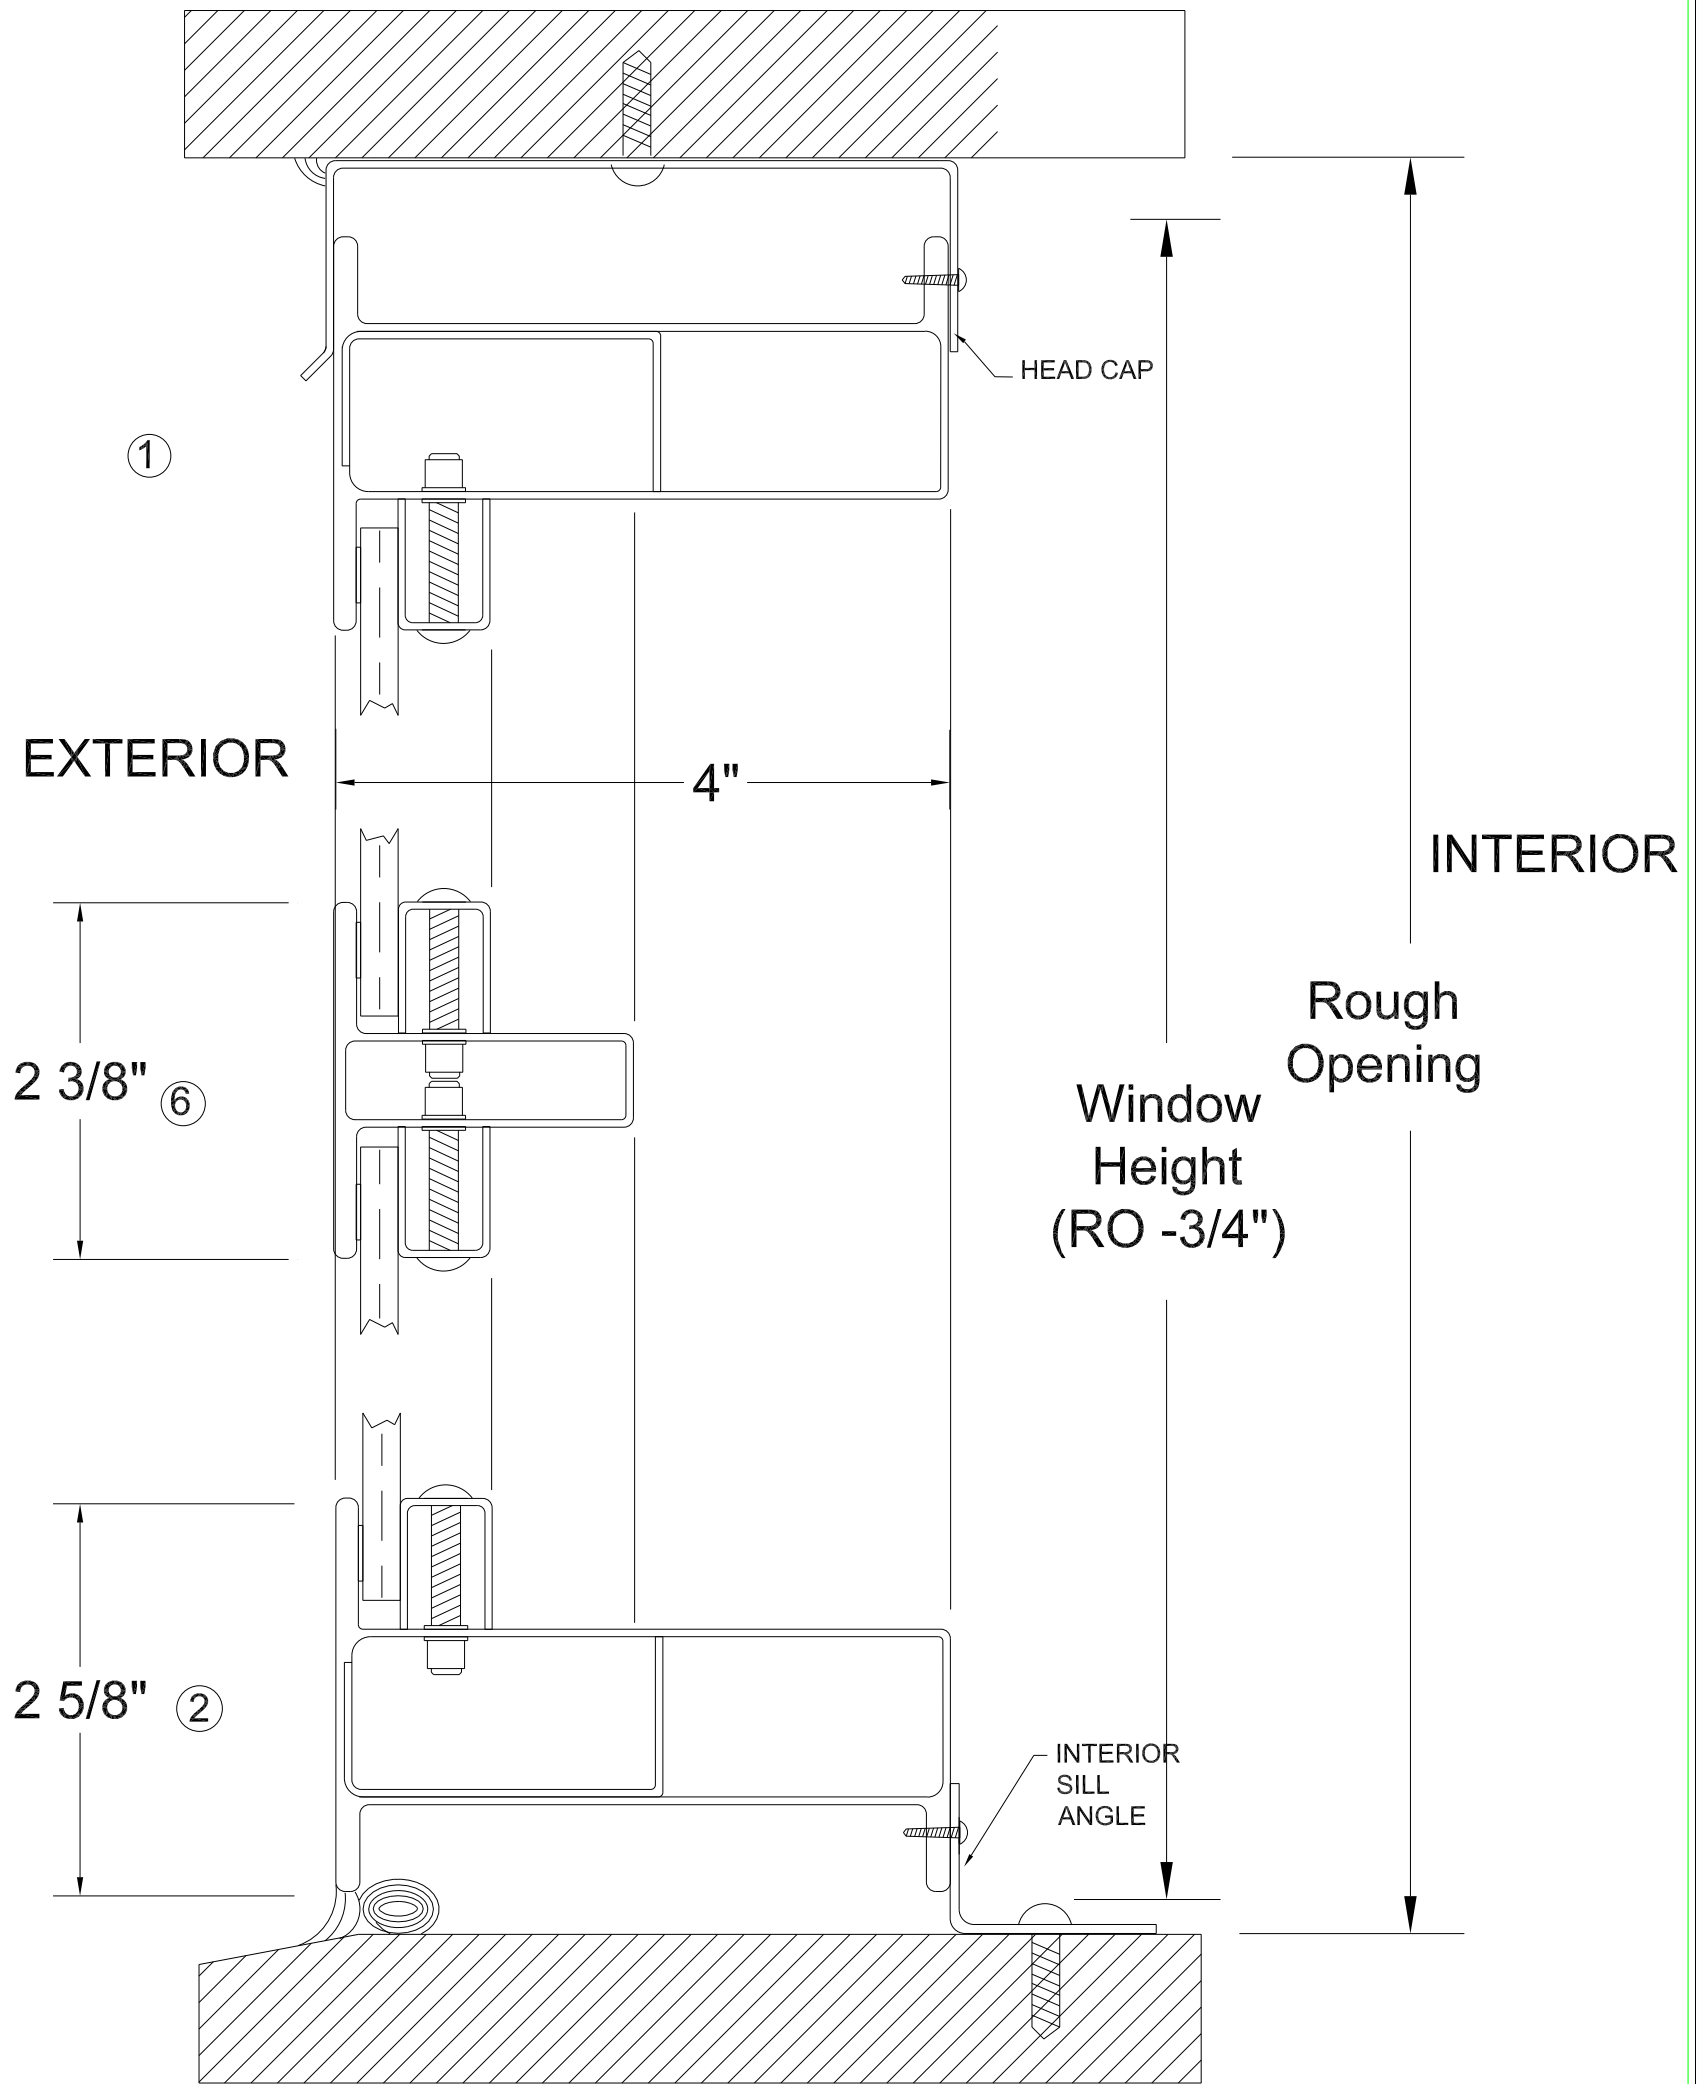 HEAD CAP
1
EXTERIOR
4"
INTERIOR
Rough
Opening
2 3/8"
6
Window
Height
(RO -3/4")
2 5/8"
2
INTERIOR
SILL
ANGLE